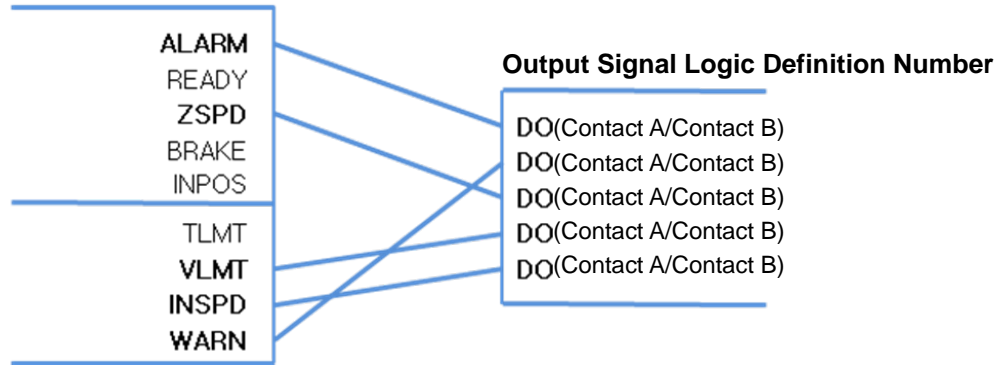 ALARM
READY
ZSPD
BRAKE
INPOS
TLMT
VLMT
INSPD
WARN
Output Signal Logic Definition Number
DO(Contact A/Contact B)
DO(Contact A/Contact B)
DO(Contact A/Contact B)
DO(Contact A/Contact B)
DO(Contact A/Contact B)